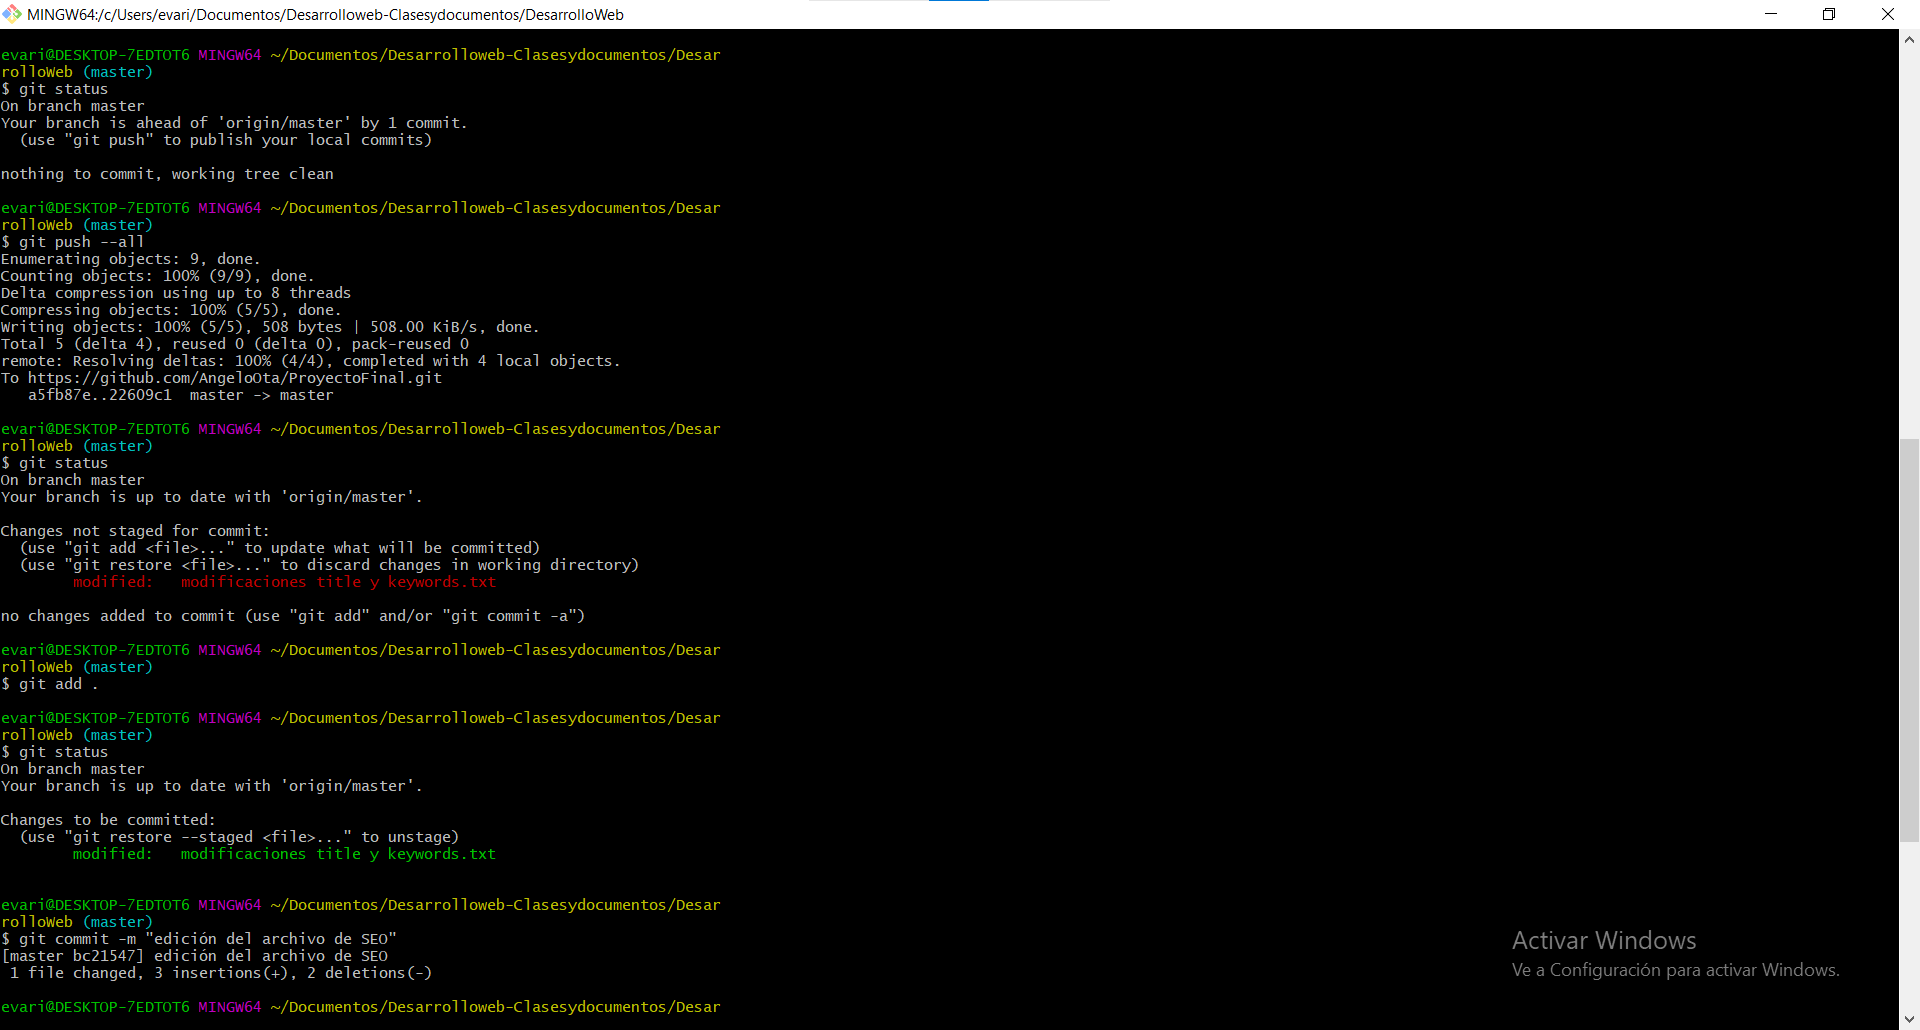 MINGW64:/c/Users/evari/Documentos/Desarrolloweb-Clasesydocumentos/DesarrolloWeb
evari@DESKTOP-7EDTOT6 MINGW64 ~/Documentos/Desarrolloweb-Clasesydocumentos/Desar
rolloWeb (master)
$ git status
On branch master
Your branch is ahead of 'origin/master' by 1 commit.
  (use "git push" to publish your local commits)
nothing to commit, working tree clean
evari@DESKTOP-7EDTOT6 MINGW64 ~/Documentos/Desarrolloweb-Clasesydocumentos/Desar
rolloWeb (master)
$ git push --all
Enumerating objects: 9, done.
Counting objects: 100% (9/9), done.
Delta compression using up to 8 threads
Compressing objects: 100% (5/5), done.
Writing objects: 100% (5/5), 508 bytes | 508.00 KiB/s, done.
Total 5 (delta 4), reused 0 (delta 0), pack-reused 0
remote: Resolving deltas: 100% (4/4), completed with 4 local objects.
To https://github.com/AngeloOta/ProyectoFinal.git
   a5fb87e..22609c1  master -> master
evari@DESKTOP-7EDTOT6 MINGW64 ~/Documentos/Desarrolloweb-Clasesydocumentos/Desar
rolloWeb (master)
$ git status
On branch master
Your branch is up to date with 'origin/master'.
Changes not staged for commit:
  (use "git add <file>..." to update what will be committed)
  (use "git restore <file>..." to discard changes in working directory)
        modified:   modificaciones title y keywords.txt
no changes added to commit (use "git add" and/or "git commit -a")
evari@DESKTOP-7EDTOT6 MINGW64 ~/Documentos/Desarrolloweb-Clasesydocumentos/Desar
rolloWeb (master)
$ git add .
evari@DESKTOP-7EDTOT6 MINGW64 ~/Documentos/Desarrolloweb-Clasesydocumentos/Desar
rolloWeb (master)
$ git status
On branch master
Your branch is up to date with 'origin/master'.
Changes to be committed:
  (use "git restore --staged <file>..." to unstage)
        modified:   modificaciones title y keywords.txt
evari@DESKTOP-7EDTOT6 MINGW64 ~/Documentos/Desarrolloweb-Clasesydocumentos/Desar
rolloWeb (master)
$ git commit -m "edición del archivo de SEO"
[master bc21547] edición del archivo de SEO
 1 file changed, 3 insertions(+), 2 deletions(-)
evari@DESKTOP-7EDTOT6 MINGW64 ~/Documentos/Desarrolloweb-Clasesydocumentos/Desar
Activar Windows
Ve a Configuración para activar Windows.